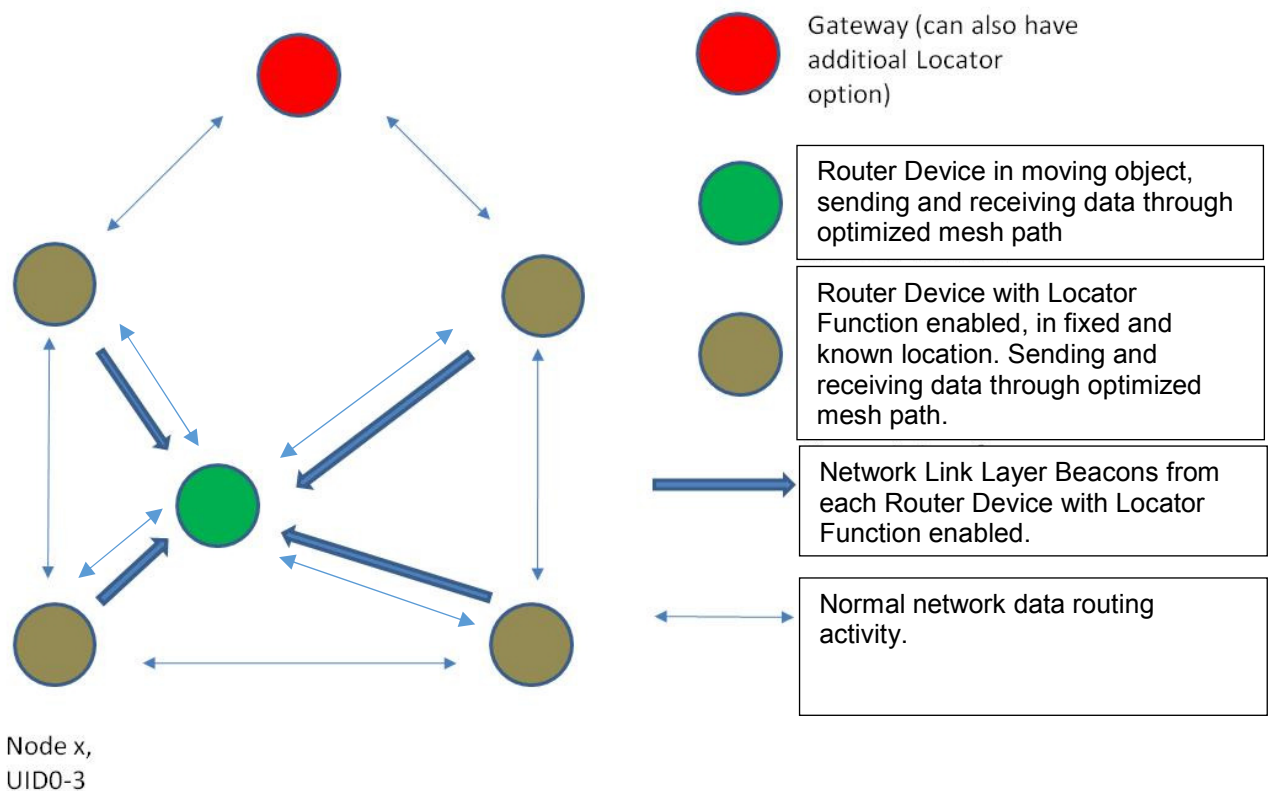 Gateway (can also have
additioal Locator
option)
Router Device in moving object,
sending and receiving data through
optimized mesh path
Router Device with Locator
Function enabled, in fixed and
known location. Sending and
receiving data through optimized
mesh path.
Network Link Layer Beacons from
each Router Device with Locator
Function enabled.
Normal network data routing
activity.
Node x,
UID0-3